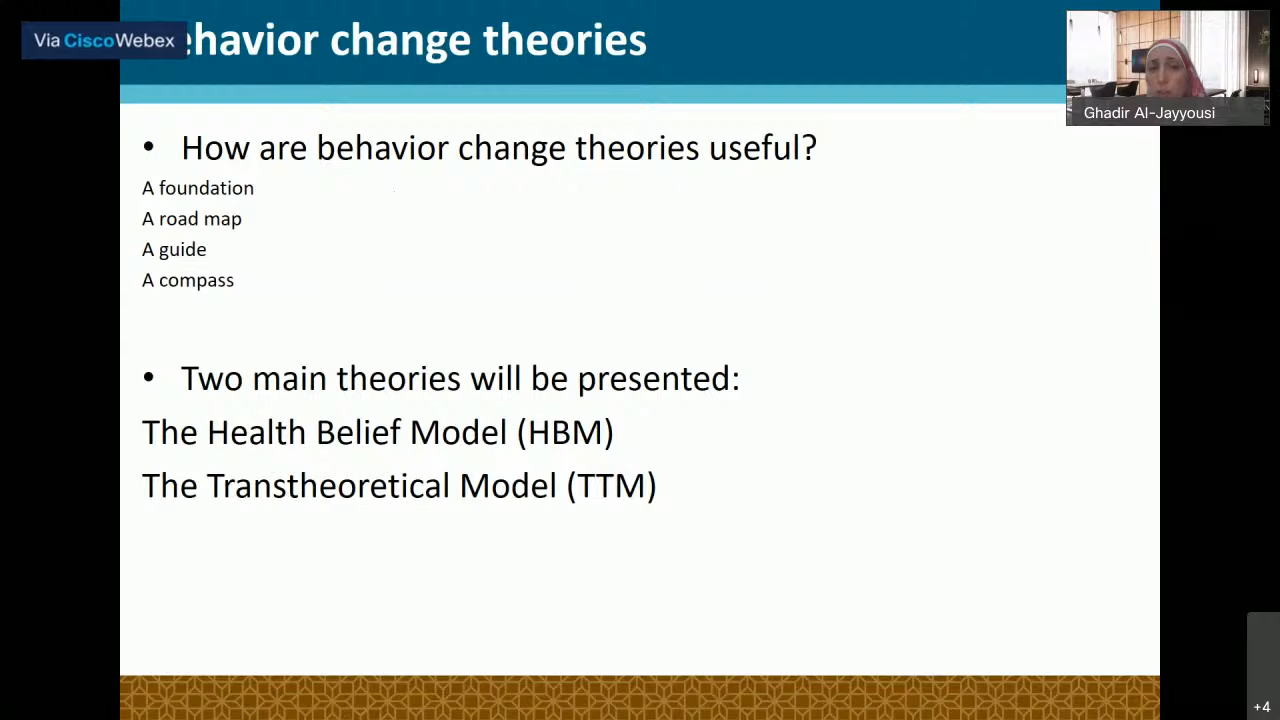 Via CiscoWebex
ehavior change theories
Ghadir Al-Jayyousi
• How are behavior change theories useful?
A foundation
A road map
A guide
A compass
• Two main theories will be presented:
The Health Belief Model (HBM)
The Transtheoretical Model (TTM)
+4